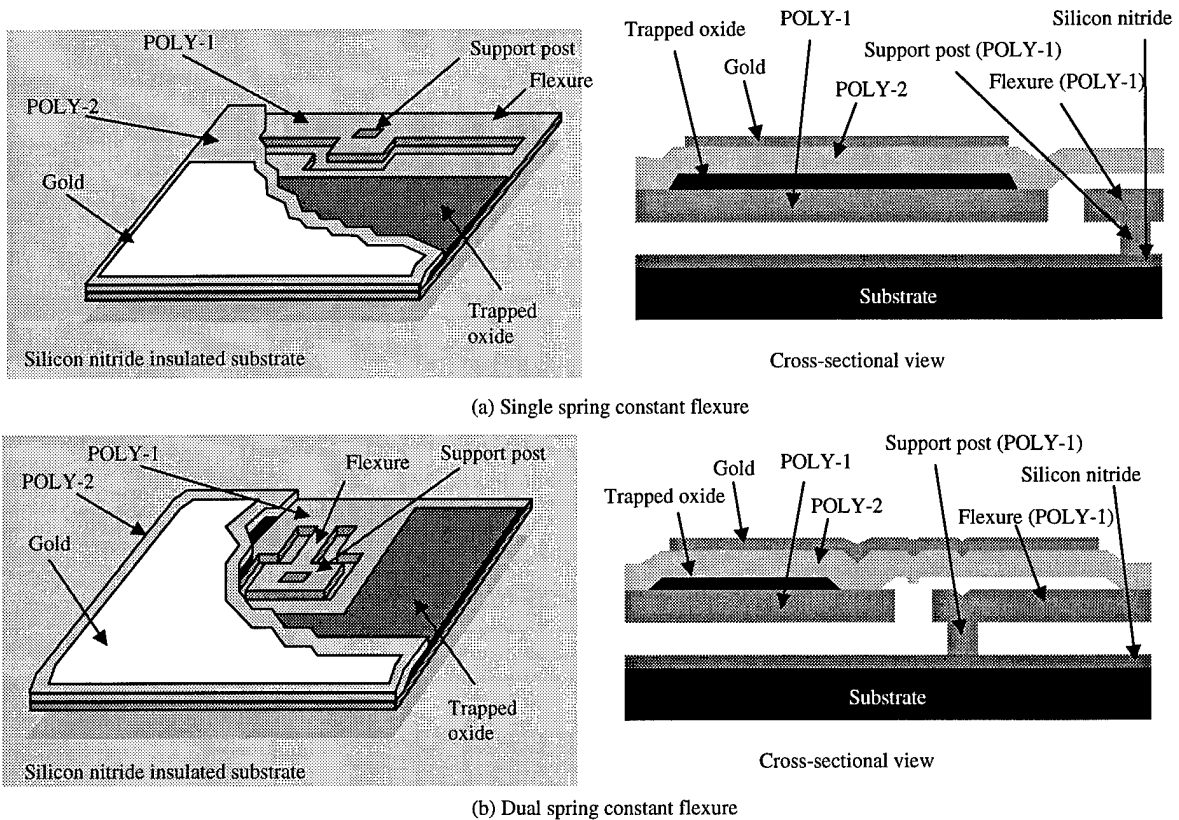 POLY-1
Support post
Flexure
POLY-2
Gold
Trapped
oxide
Silicon nitride insulated substrate
Trapped oxide
POLY-1
Silicon nitride
Support post (POLY-1)
Gold
Flexure (POLY-1)
POLY-2
Substrate
Cross-sectional view
(a) Single spring constant flexure
POLY-1
Support post
Flexure
POLY-2
Gold
Trapped
oxide
Silicon nitride insulated substrate
Support post (POLY-1)
Gold
POLY-1
Silicon nitride
Trapped oxide
POLY-2
Flexure (POLY-1)
Substrate
Cross-sectional view
(b) Dual spring constant flexure